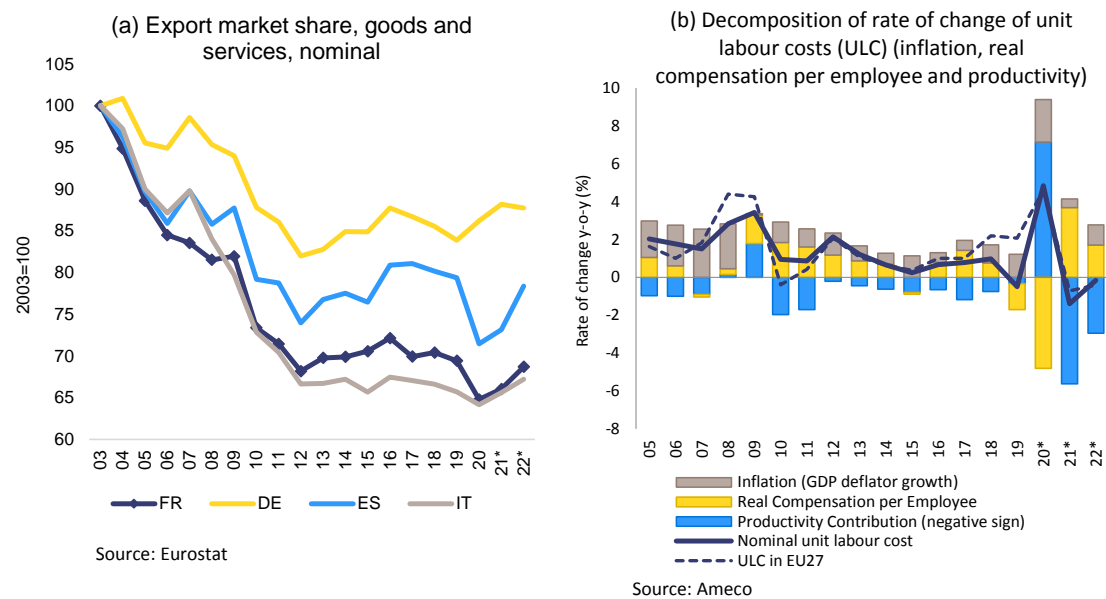 (a) Export market share, goods and
services, nominal
2003=100
105
100
95
90
85
80
75
70
65
60
03 04 05 06 07 08 09 10 11 12 13 14 15 16 17 18 19 20 21* 22*
FR DE ES IT
Source: Eurostat
(b) Decomposition of rate of change of unit
labour costs (ULC) (inflation, real
compensation per employee and productivity)
Rate of change y-o-y (%)
10
8
6
4
2
0
-2
-4
-6
-8
05 06 07 08 09 10 11 12 13 14 15 16 17 18 19 20* 21* 22*
Inflation (GDP deflator growth)
Real Compensation per Employee
Productivity Contribution (negative sign)
Nominal unit labour cost
ULC in EU27
Source: Ameco